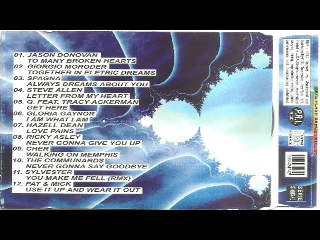 01. JASON DONOVAN
TO MANY BROKEN HEARTS
02. GIORGIO MORODER
TOGETHER IN ELETRIC DREAMS
03. SPAGNA
ALWAYS DREAMS ABOUT YOU
04. STEVE ALLEN
LETTER FROM MY HEART
05. Q. FEAT. TRACY ACKERMAN
GET HERE
06. GLORIA GAYNOR
I AM WHAT I AM
07. HAZELL DEAN
LOVE PAINS
08. RICKY ASLEY
NEVER GONNA GIVE YOU UP
09. CHER
WALKING ON MEMPHIS
10. THE COMMUNARDS
NEVER GONNA SAY GOODBYE
11. SYLVESTER
YOU MAKE ME FELL (RMX)
12. PAT & MICK
USE IT UP AND WEAR IT OUT